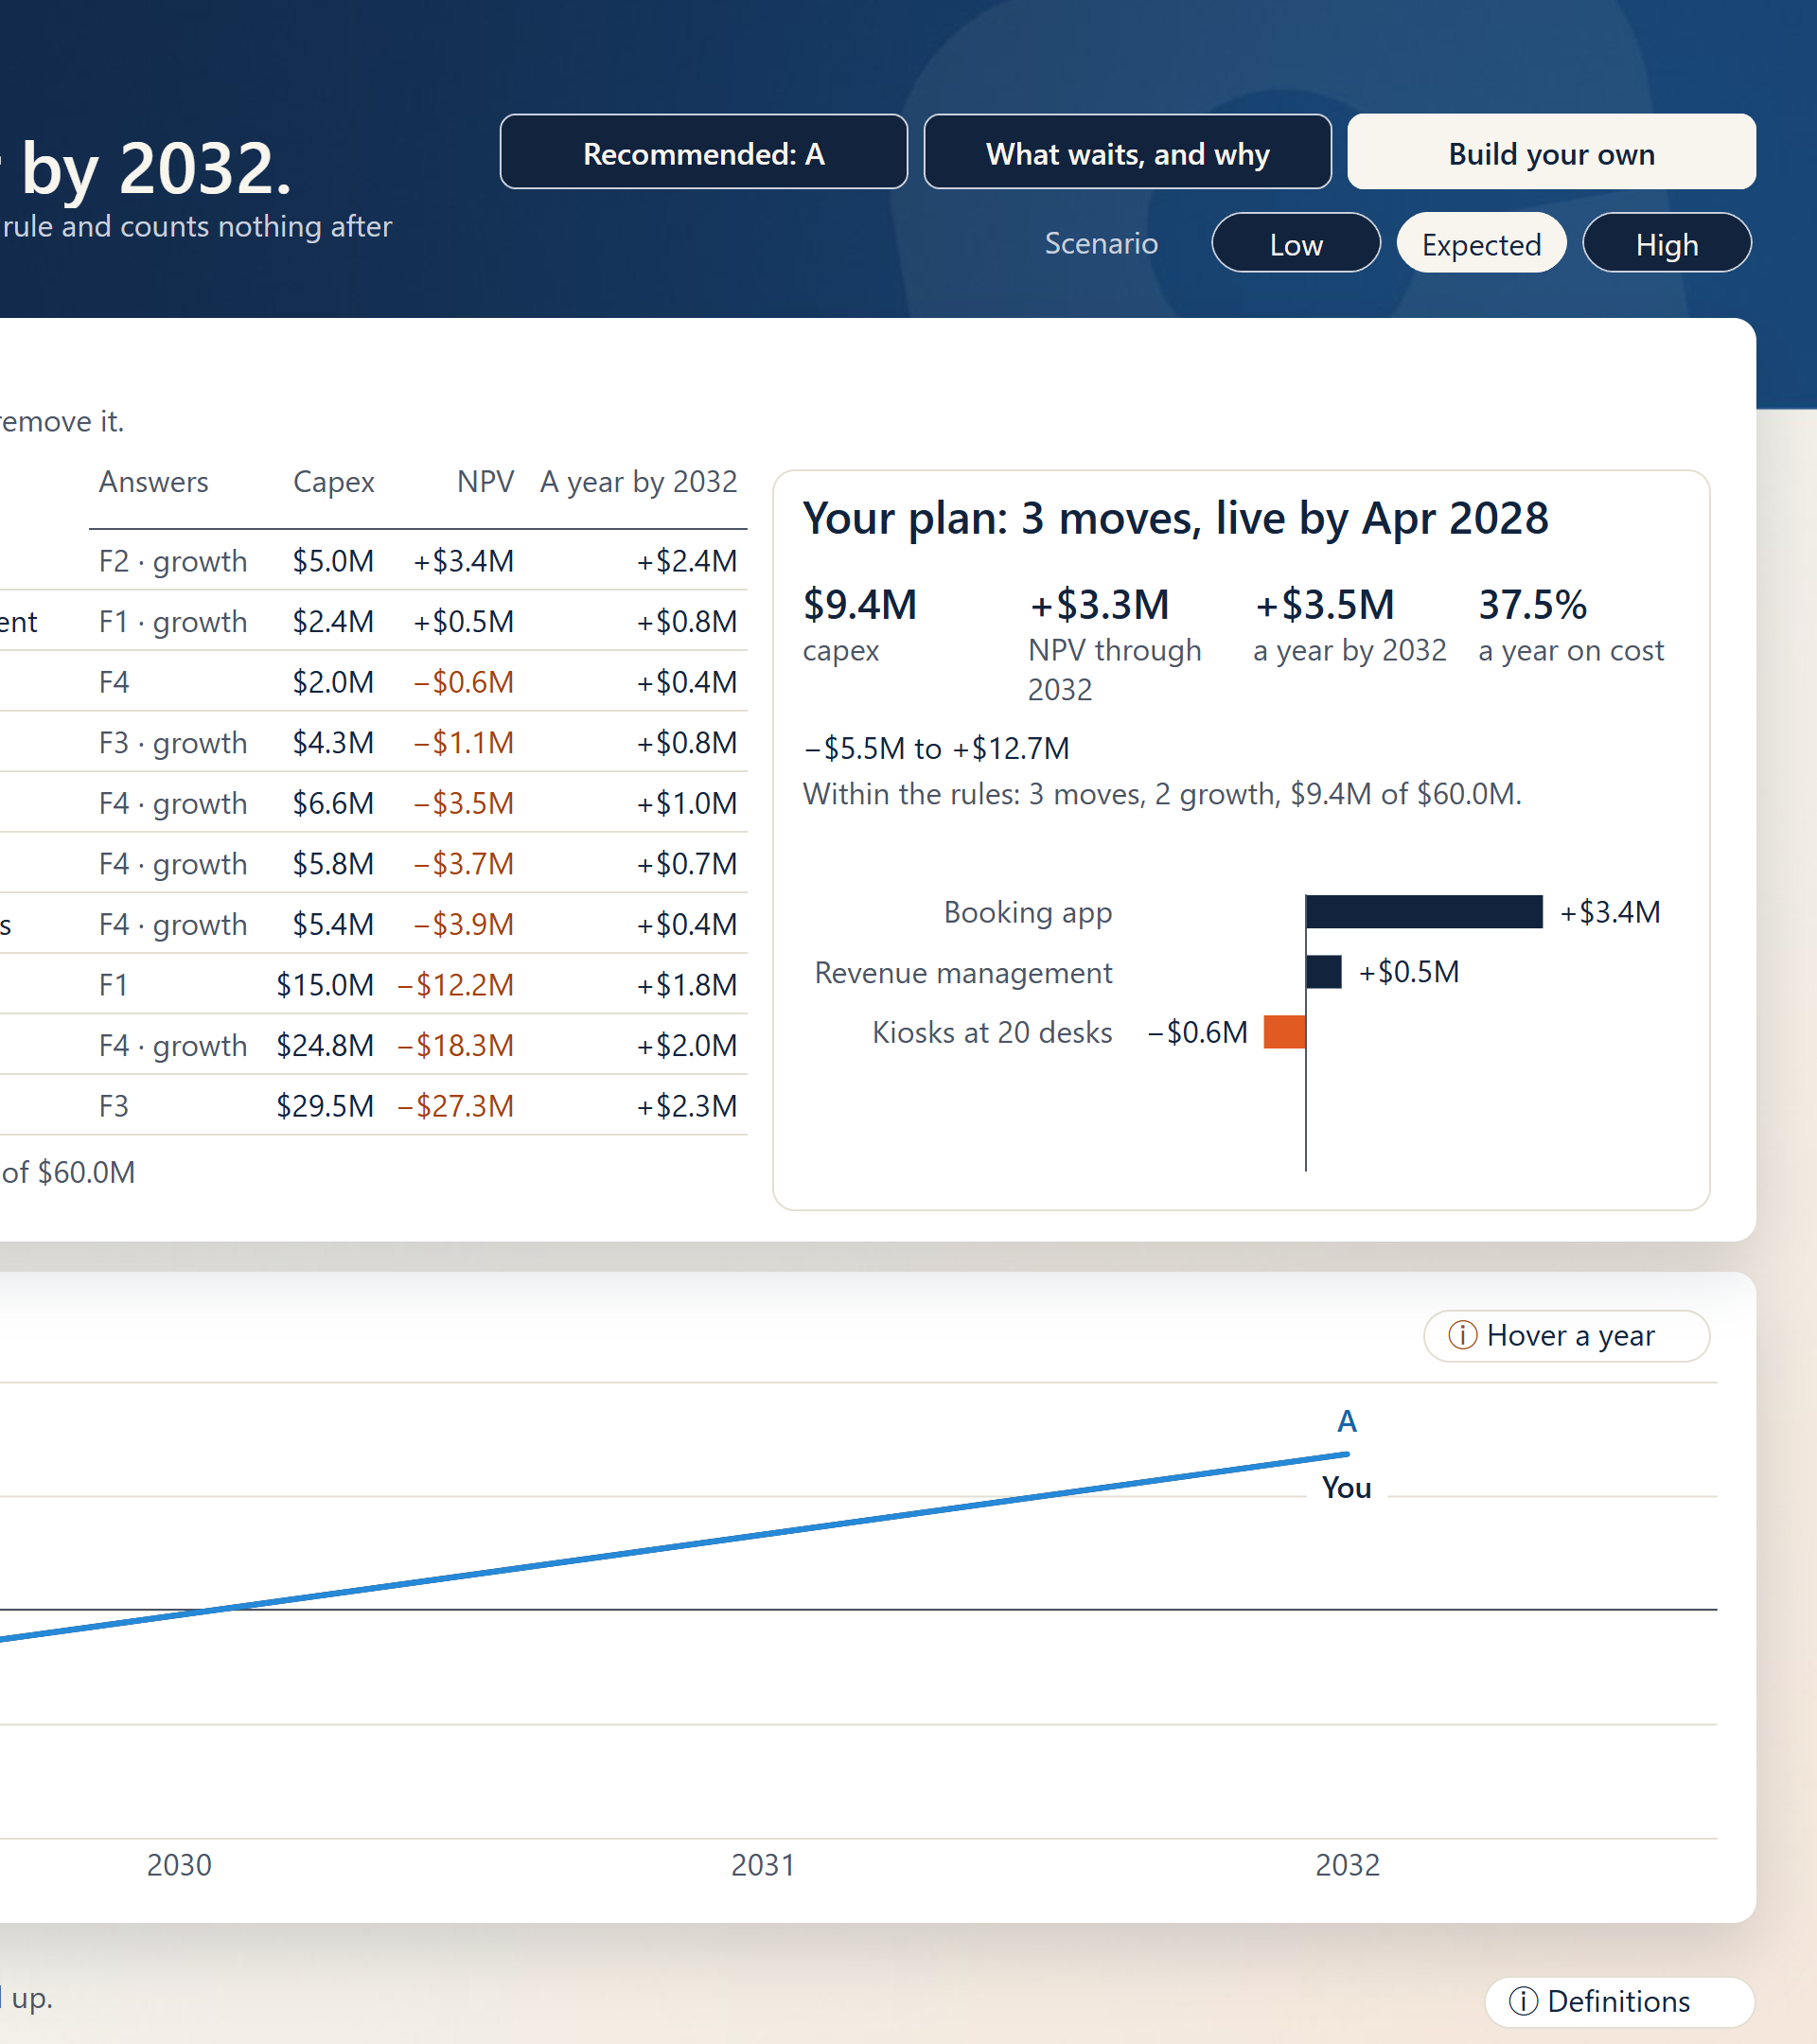 by 2032.
rule and counts nothing after
Recommended: A
What waits, and why
Build your own
Scenario
Low
Expected
High
remove it.
Answers Capex NPV A year by 2032
F2 · growth $5.0M +$3.4M +$2.4M
F1 · growth $2.4M +$0.5M +$0.8M
F4 $2.0M −$0.6M +$0.4M
F3 · growth $4.3M −$1.1M +$0.8M
F4 · growth $6.6M −$3.5M +$1.0M
F4 · growth $5.8M −$3.7M +$0.7M
F4 · growth $5.4M −$3.9M +$0.4M
F1 $15.0M −$12.2M +$1.8M
F4 · growth $24.8M −$18.3M +$2.0M
F3 $29.5M −$27.3M +$2.3M
of $60.0M
Your plan: 3 moves, live by Apr 2028
$9.4M +$3.3M +$3.5M 37.5%
capex NPV through a year by 2032 a year on cost
2032
−$5.5M to +$12.7M
Within the rules: 3 moves, 2 growth, $9.4M of $60.0M.
Booking app +$3.4M
Revenue management +$0.5M
Kiosks at 20 desks −$0.6M
ⓘ Hover a year
A
You
2030 2031 2032
up.
ⓘ Definitions